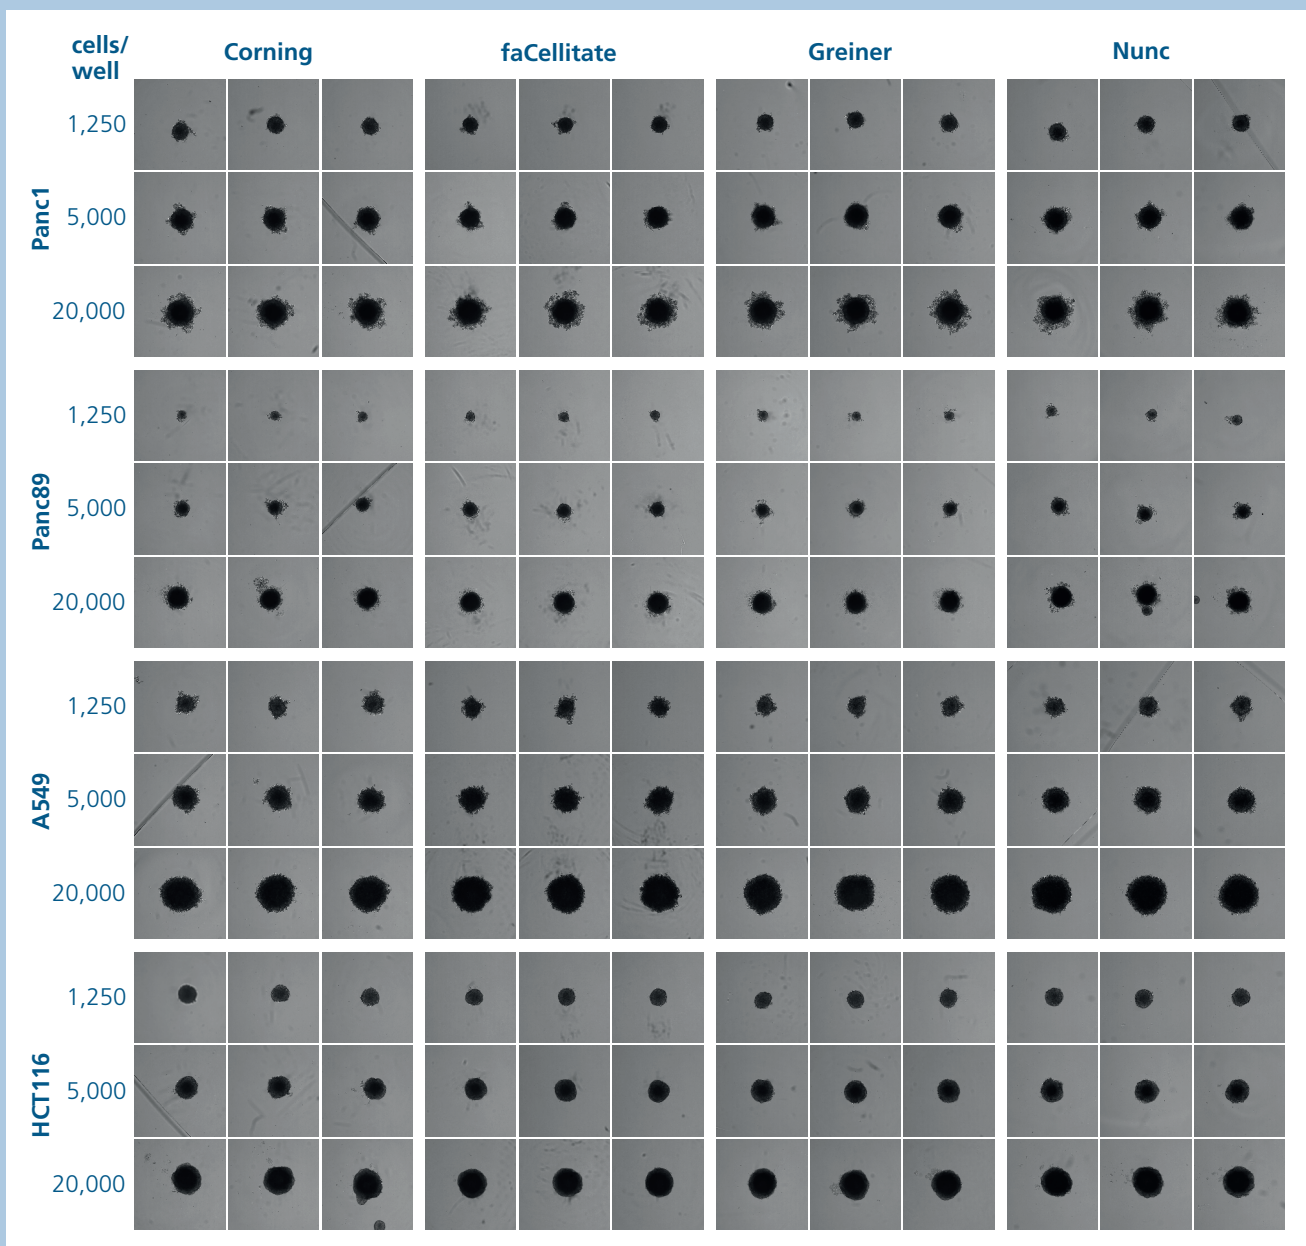 cells/
well
Corning
faCellitate
Greiner
Nunc
Panc1
1,250
5,000
20,000
Panc89
1,250
5,000
20,000
A549
1,250
5,000
20,000
HCT116
1,250
5,000
20,000